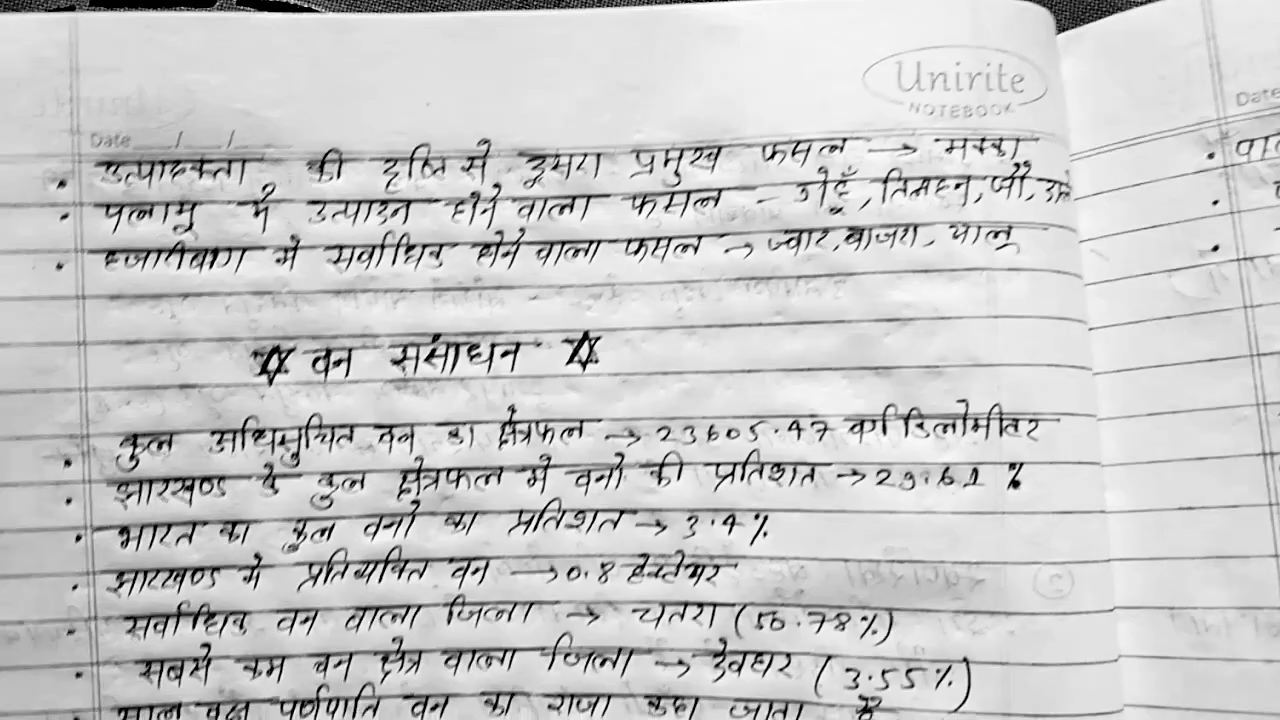 Unirite
NOTEBOOK
Date
Date
उत्पादकता की दृष्टि से दूसरा प्रमुख फसल → मक्का
पलामू में उत्पादन होने वाला फसल - गेहूँ, तिलहन, जौ,
हजारीबाग में सर्वाधिक होने वाला फसल → ज्वार, बाजरा, आलू
वन संसाधन
कुल अधिसुचित वन का क्षेत्रफल → 23605.47 वर्ग किलोमीटर
झारखण्ड के कुल क्षेत्रफल में वनो की प्रतिशत → 29.61 %
भारत का कुल वनों का प्रतिशत → 3.4%
झारखण्ड में प्रतिव्यक्ति वन → 0.8 हेक्टेयर
सर्वाधिक वन वाला जिला → चतरा (56.78%)
सबसे कम वन क्षेत्र वाला जिला → देवघर (3.55%)
साल वृक्ष पर्णपाति वन का राजा कहा जाता है